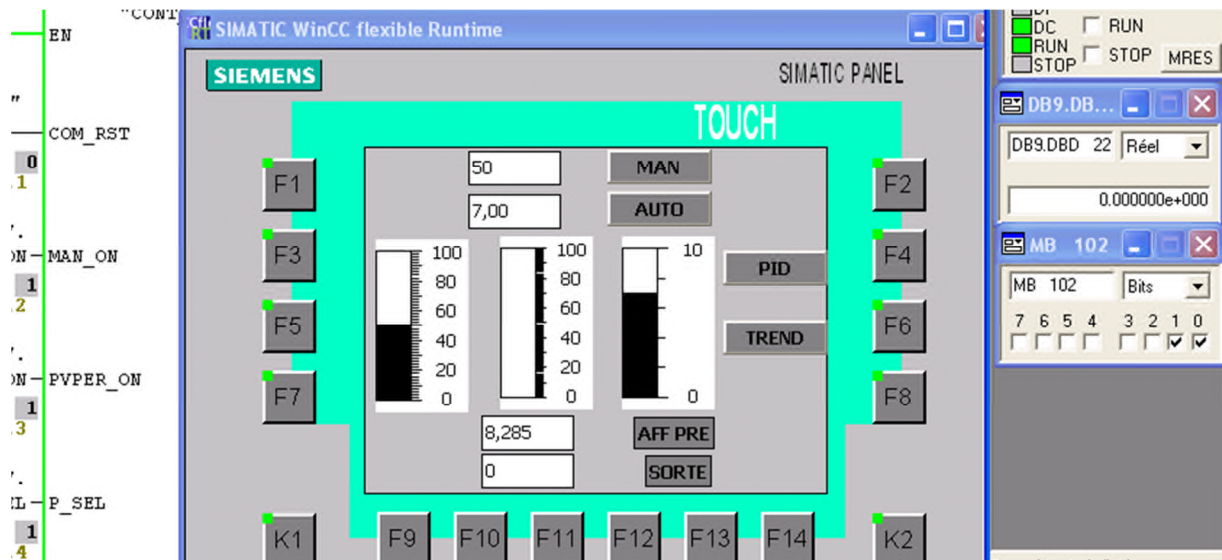 "CONT
EN
"
COM_RST
0
1
.
ON MAN_ON
1
2
.
ON PVPER_ON
1
3
.
EL P_SEL
1
4
SIMATIC WinCC flexible Runtime
SIEMENS
SIMATIC PANEL
TOUCH
F1
F3
F5
F7
K1
50
MAN
7,00
AUTO
100
80
60
40
20
0
100
80
60
40
20
0
10
0
PID
TREND
8,285
AFF PRE
0
SORTE
F2
F4
F6
F8
K2
F9 F10 F11 F12 F13 F14
DP
DC RUN
RUN
STOP STOP MRES
DB9.DB...
DB9.DBD 22 Réel
0.000000e+000
MB 102
MB 102 Bits
7 6 5 4 3 2 1 0